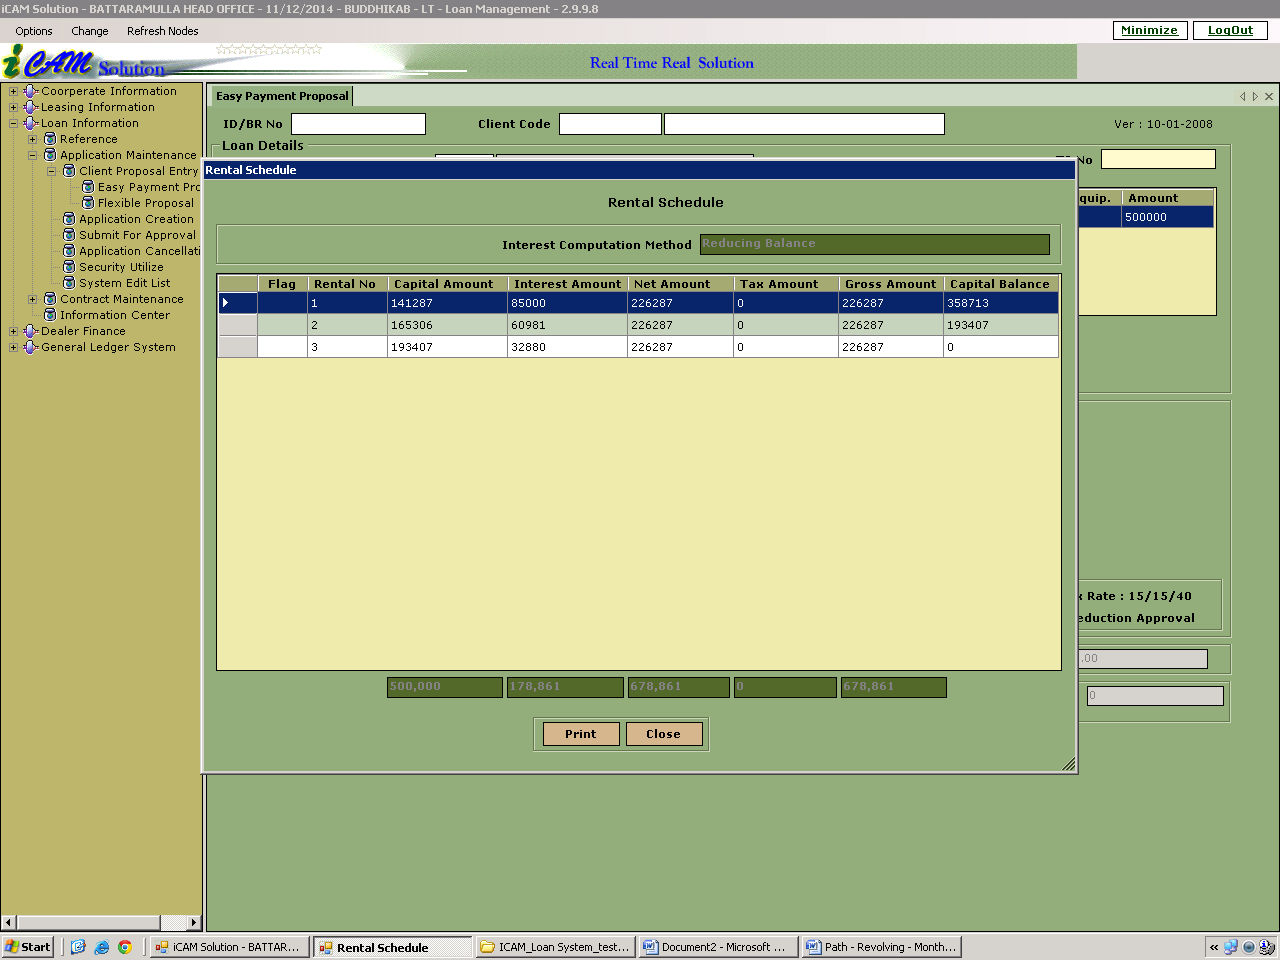 iCAM Solution - BATTARAMULLA HEAD OFFICE - 11/12/2014 - BUDDHIKAB - LT - Loan Management - 2.9.9.8
Options Change Refresh Nodes Minimize LogOut
iCAM Solution Real Time Real Solution
Coorperate Information
Leasing Information
Loan Information
Reference
Application Maintenance
Client Proposal Entry
Easy Payment Pro
Flexible Proposal
Application Creation
Submit For Approval
Application Cancellati
Security Utilize
System Edit List
Contract Maintenance
Information Center
Dealer Finance
General Ledger System
Easy Payment Proposal
ID/BR No Client Code Ver : 10-01-2008
Loan Details
No
quip. Amount
500000
Rental Schedule
Rental Schedule
Interest Computation Method Reducing Balance
Flag Rental No Capital Amount Interest Amount Net Amount Tax Amount Gross Amount Capital Balance
1 141287 85000 226287 0 226287 358713
2 165306 60981 226287 0 226287 193407
3 193407 32880 226287 0 226287 0
500,000 178,861 678,861 0 678,861
Print Close
x Rate : 15/15/40
eduction Approval
.00
0
Start iCAM Solution - BATTAR... Rental Schedule ICAM_Loan System_test... Document2 - Microsoft ... Path - Revolving - Month...